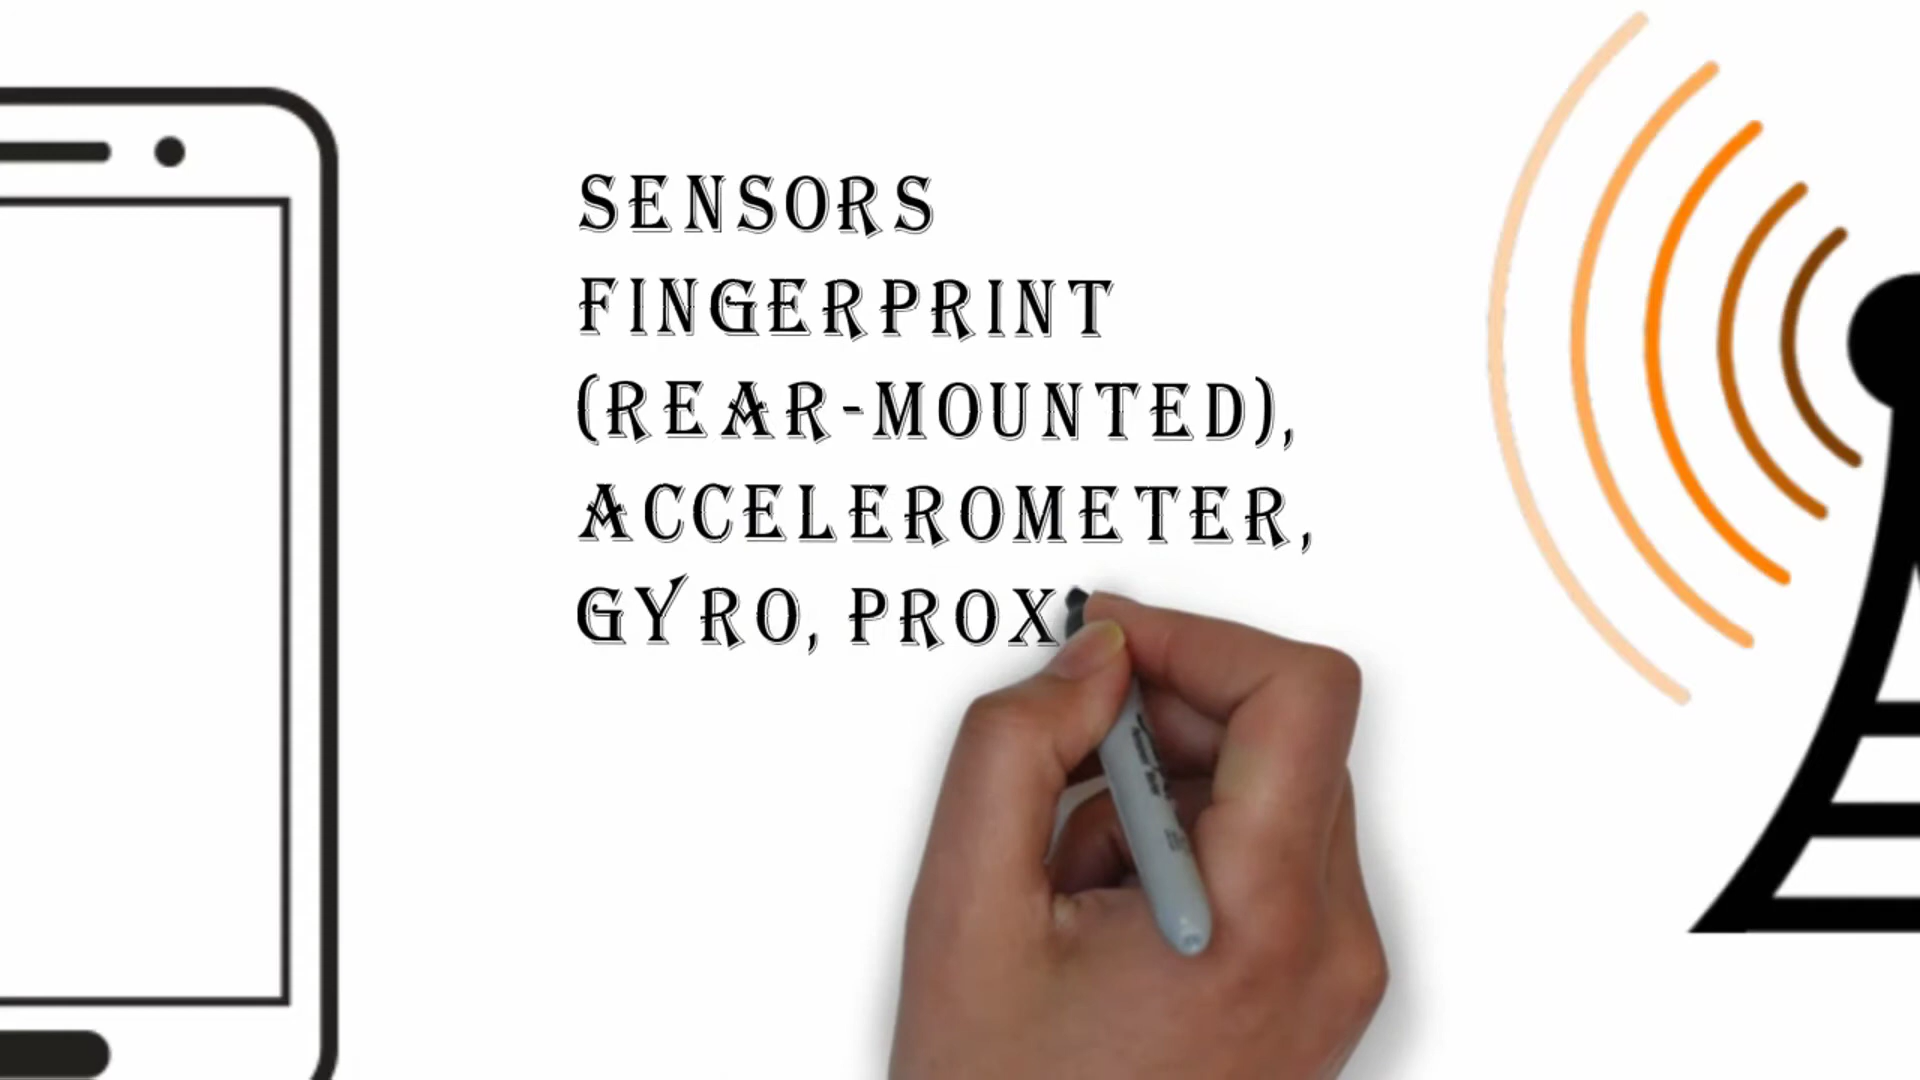 SENSORS
FINGERPRINT
(REAR-MOUNTED),
ACCELEROMETER,
GYRO, PROX